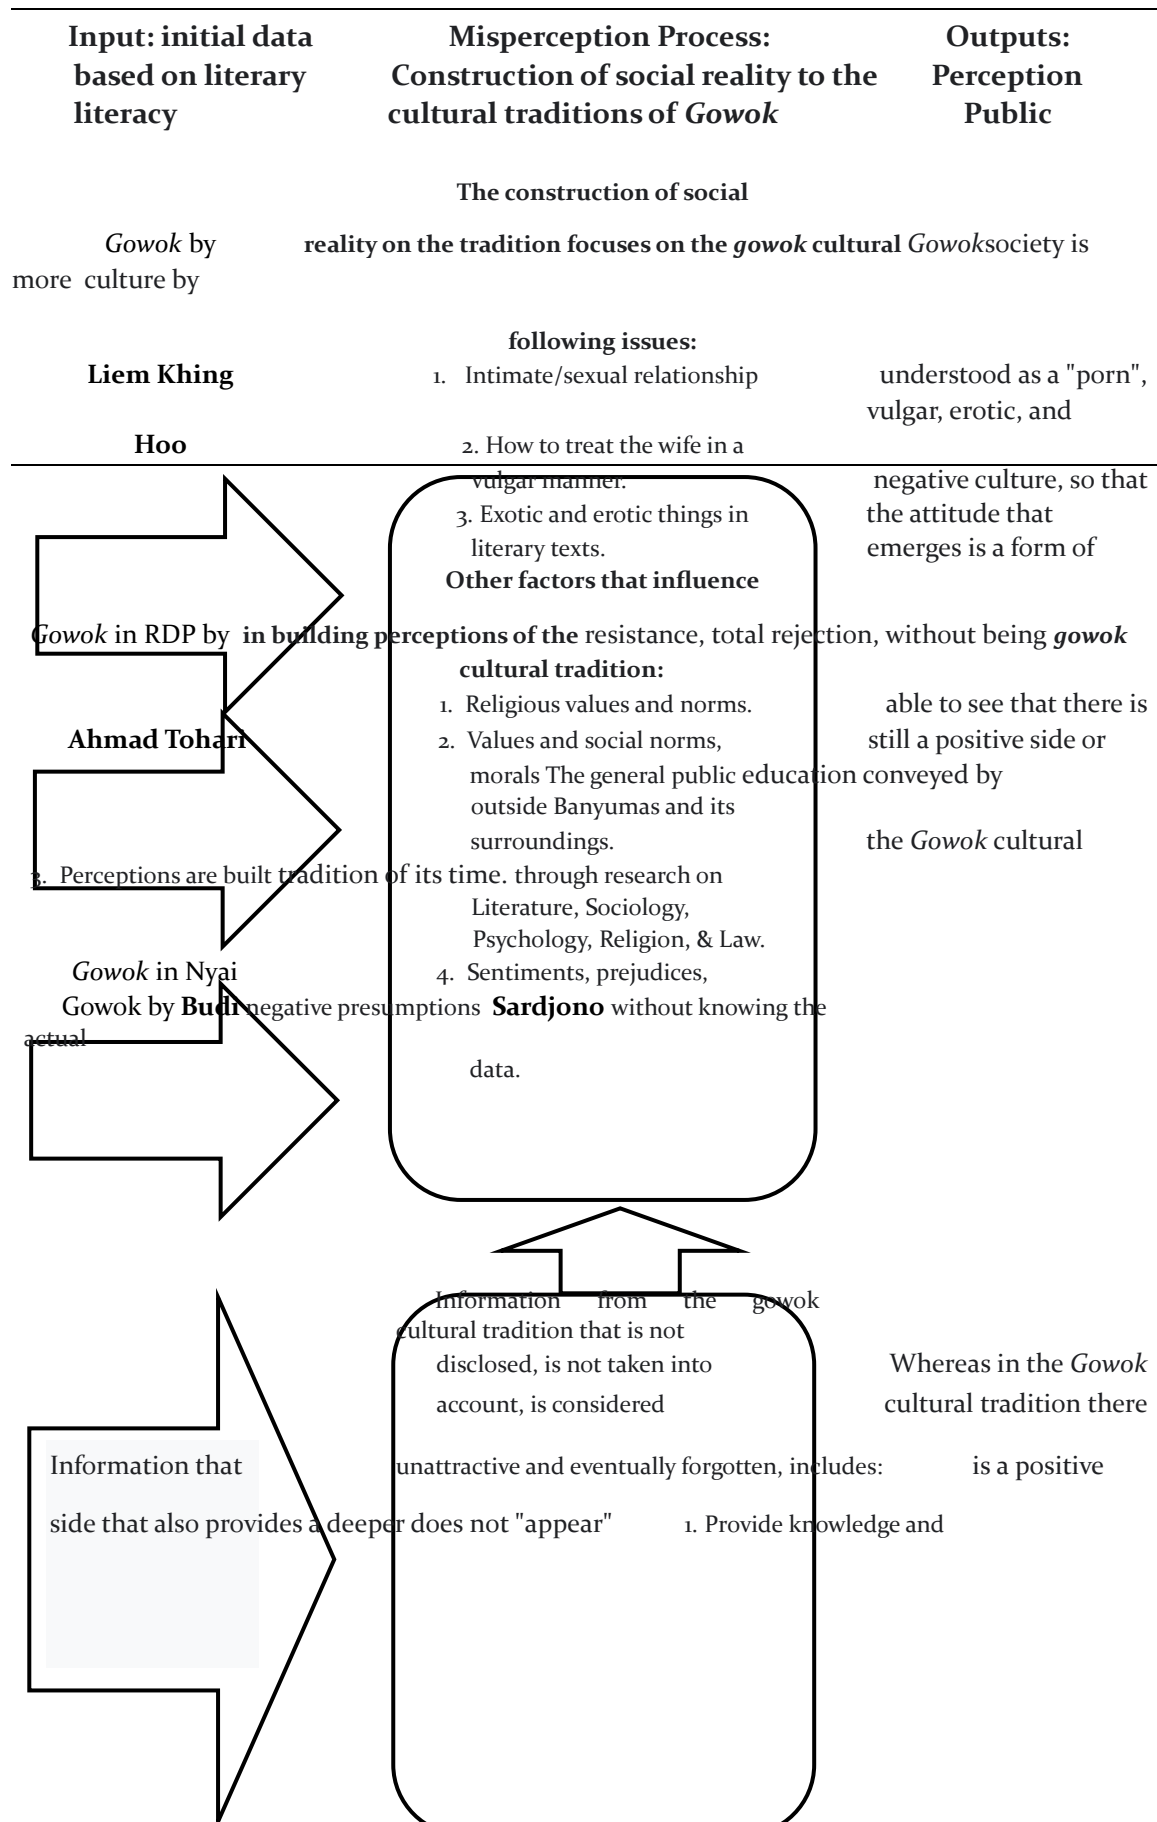 Input: initial data Misperception Process: Outputs:
based on literary Construction of social reality to the Perception
literacy cultural traditions of Gowok Public
The construction of social
Gowok by reality on the tradition focuses on the gowok cultural Gowoksociety is
more culture by
following issues:
Liem Khing 1. Intimate/sexual relationship understood as a "porn",
vulgar, erotic, and
Hoo 2. How to treat the wife in a
vulgar manner. negative culture, so that
3. Exotic and erotic things in the attitude that
literary texts. emerges is a form of
Other factors that influence
Gowok in RDP by in building perceptions of the resistance, total rejection, without being gowok
cultural tradition:
1. Religious values and norms. able to see that there is
Ahmad Tohari 2. Values and social norms, still a positive side or
morals The general public education conveyed by
outside Banyumas and its
surroundings. the Gowok cultural
3. Perceptions are built tradition of its time. through research on
Literature, Sociology,
Psychology, Religion, & Law.
Gowok in Nyai 4. Sentiments, prejudices,
Gowok by Budi negative presumptions Sardjono without knowing the
actual
data.
Information from the gowok
cultural tradition that is not
disclosed, is not taken into Whereas in the Gowok
account, is considered cultural tradition there
Information that unattractive and eventually forgotten, includes: is a positive
side that also provides a deeper does not "appear" 1. Provide knowledge and